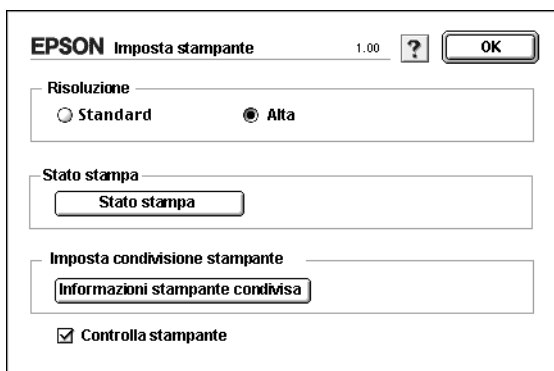 EPSON Imposta stampante 1.00 ? OK
Risoluzione
Standard Alta
Stato stampa
Stato stampa
Imposta condivisione stampante
Informazioni stampante condivisa
Controlla stampante